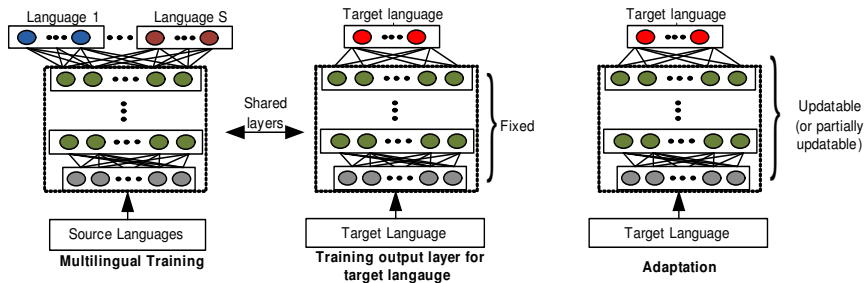 Language 1
Language S
Target language
Target language
Shared
layers
Fixed
Updatable
(or partially
updatable)
Source Languages
Target Language
Target Language
Multilingual Training
Training output layer for
target langauge
Adaptation